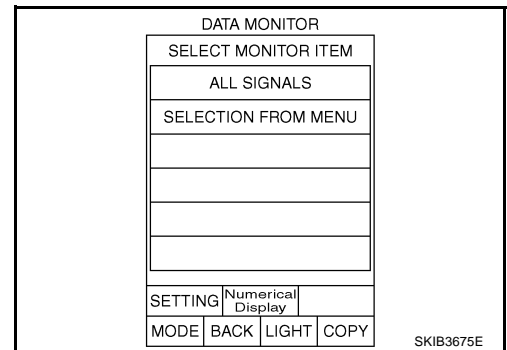 DATA MONITOR
SELECT MONITOR ITEM
ALL SIGNALS
SELECTION FROM MENU
SETTING Numerical Display
MODE BACK LIGHT COPY
SKIB3675E